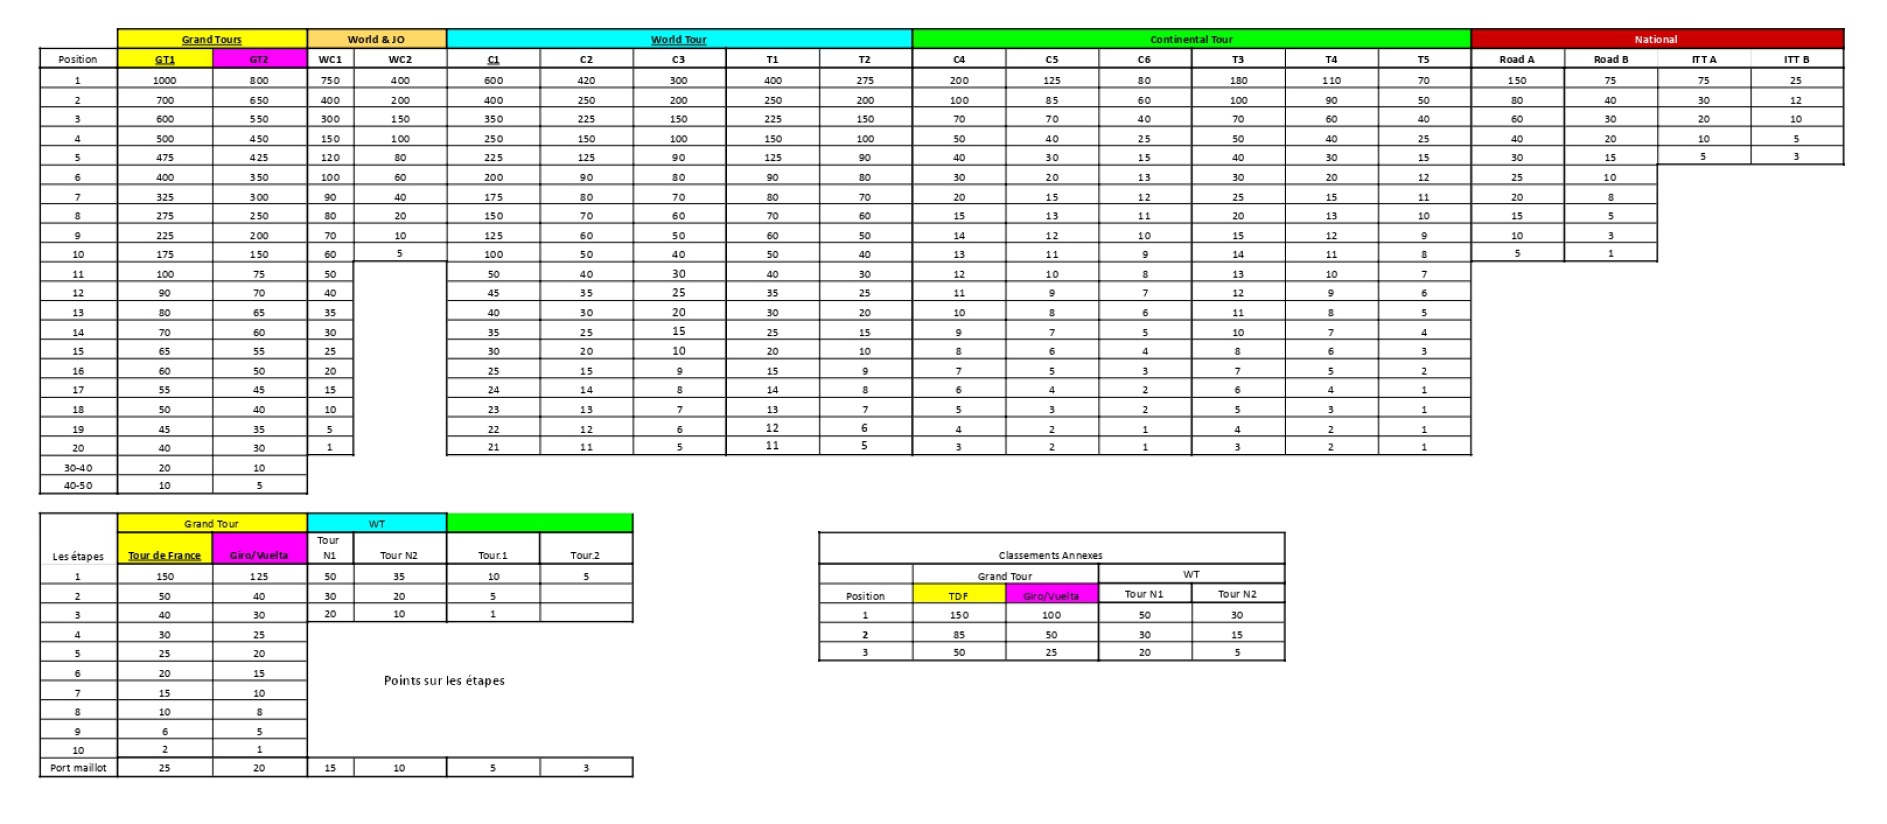 Grand Tours World & JO World Tour Continental Tour National
Position GT1 GT2 WC1 WC2 C1 C2 C3 T1 T2 C4 C5 C6 T3 T4 T5 Road A Road B ITT A ITT B
1 1000 800 750 400 600 420 300 400 275 200 125 80 180 110 70 150 75 75 25
2 700 650 400 200 400 250 200 250 200 100 85 60 100 90 50 80 40 30 12
3 600 550 300 150 350 225 150 225 150 70 70 40 70 60 40 60 30 20 10
4 500 450 150 100 250 150 100 150 100 50 40 25 50 40 25 40 20 10 5
5 475 425 120 80 225 125 90 125 90 40 30 15 40 30 15 30 15 5 3
6 400 350 100 60 200 90 80 90 80 30 20 13 30 20 12 25 10
7 325 300 90 40 175 80 70 80 70 20 15 12 25 15 11 20 8
8 275 250 80 20 150 70 60 70 60 15 13 11 20 13 10 15 5
9 225 200 70 10 125 60 50 60 50 14 12 10 15 12 9 10 3
10 175 150 60 5 100 50 40 50 40 13 11 9 14 11 8 5 1
11 100 75 50 50 40 30 40 30 12 10 8 13 10 7
12 90 70 40 45 35 25 35 25 11 9 7 12 9 6
13 80 65 35 40 30 20 30 20 10 8 6 11 8 5
14 70 60 30 35 25 15 25 15 9 7 5 10 7 4
15 65 55 25 30 20 10 20 10 8 6 4 8 6 3
16 60 50 20 25 15 9 15 9 7 5 3 7 5 2
17 55 45 15 24 14 8 14 8 6 4 2 6 4 1
18 50 40 10 23 13 7 13 7 5 3 2 5 3 1
19 45 35 5 22 12 6 12 6 4 2 1 4 2 1
20 40 30 1 21 11 5 11 5 3 2 1 3 2 1
30-40 20 10
40-50 10 5
Grand Tour WT
Les étapes Tour de France Giro/Vuelta Tour N1 Tour N2 Tour.1 Tour.2
1 150 125 50 35 10 5
2 50 40 30 20 5
3 40 30 20 10 1
4 30 25
5 25 20
6 20 15
7 15 10
8 10 8
9 6 5
10 2 1
Points sur les étapes
Port maillot 25 20 15 10 5 3
Classements Annexes
Grand Tour WT
Position TDF Giro/Vuelta Tour N1 Tour N2
1 150 100 50 30
2 85 50 30 15
3 50 25 20 5